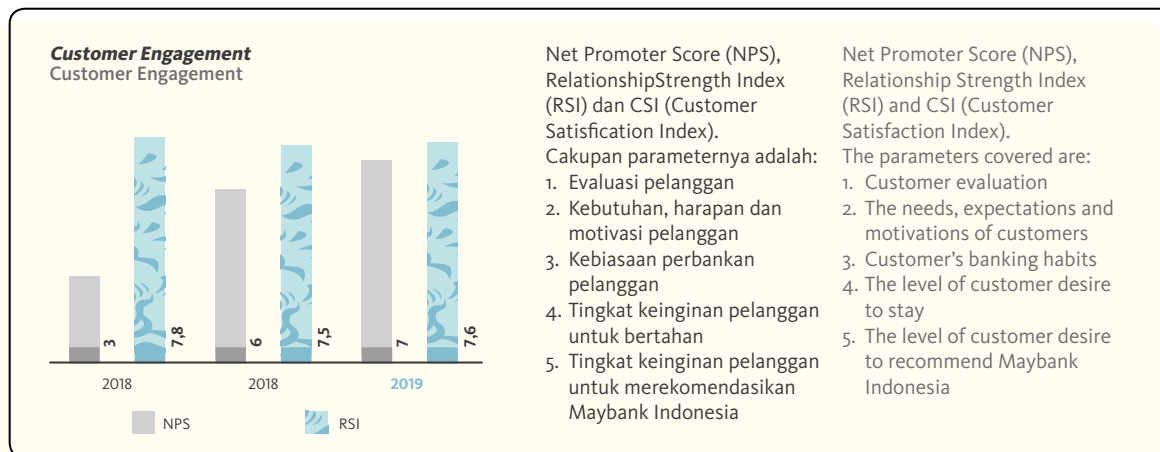 Customer Engagement
Customer Engagement
3
7,8
6
7,5
7
7,6
2018
2018
2019
NPS
RSI
Net Promoter Score (NPS),
RelationshipStrength Index
(RSI) dan CSI (Customer
Satisfication Index).
Cakupan parameternya adalah:
1. Evaluasi pelanggan
2. Kebutuhan, harapan dan
motivasi pelanggan
3. Kebiasaan perbankan
pelanggan
4. Tingkat keinginan pelanggan
untuk bertahan
5. Tingkat keinginan pelanggan
untuk merekomendasikan
Maybank Indonesia
Net Promoter Score (NPS),
Relationship Strength Index
(RSI) and CSI (Customer
Satisfaction Index).
The parameters covered are:
1. Customer evaluation
2. The needs, expectations and
motivations of customers
3. Customer’s banking habits
4. The level of customer desire
to stay
5. The level of customer desire
to recommend Maybank
Indonesia